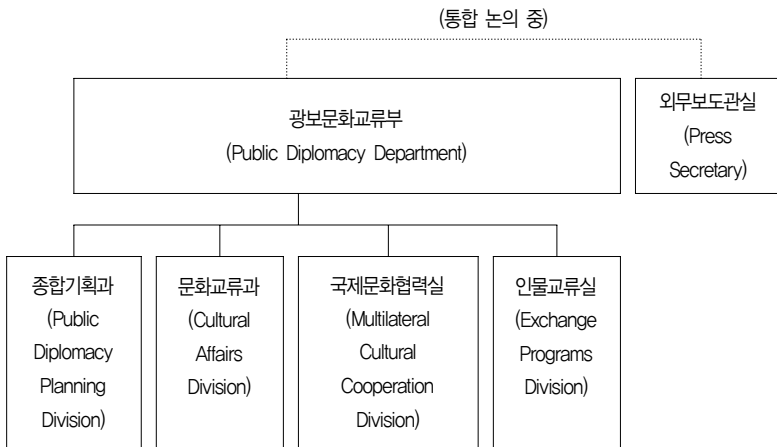 (통합 논의 중)
광보문화교류부
(Public Diplomacy Department)
외무보도관실
(Press
Secretary)
종합기획과
(Public
Diplomacy
Planning
Division)
문화교류과
(Cultural
Affairs
Division)
국제문화협력실
(Multilateral
Cultural
Cooperation
Division)
인물교류실
(Exchange
Programs
Division)